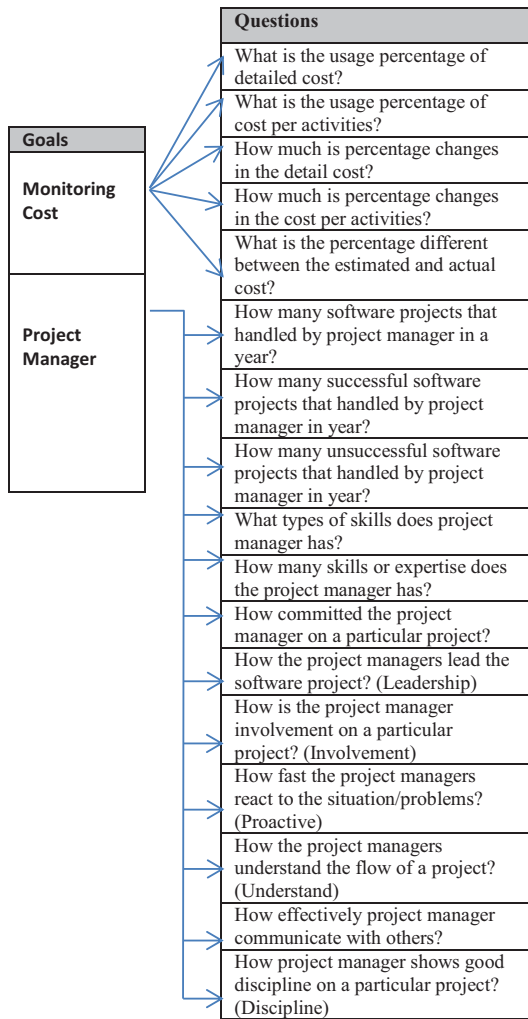 Goals
Monitoring
Cost
Project
Manager
Questions
What is the usage percentage of
detailed cost?
What is the usage percentage of
cost per activities?
How much is percentage changes
in the detail cost?
How much is percentage changes
in the cost per activities?
What is the percentage different
between the estimated and actual
cost?
How many software projects that
handled by project manager in a
year?
How many successful software
projects that handled by project
manager in year?
How many unsuccessful software
projects that handled by project
manager in year?
What types of skills does project
manager has?
How many skills or expertise does
the project manager has?
How committed the project
manager on a particular project?
How the project managers lead the
software project? (Leadership)
How is the project manager
involvement on a particular
project? (Involvement)
How fast the project managers
react to the situation/problems?
(Proactive)
How the project managers
understand the flow of a project?
(Understand)
How effectively project manager
communicate with others?
How project manager shows good
discipline on a particular project?
(Discipline)